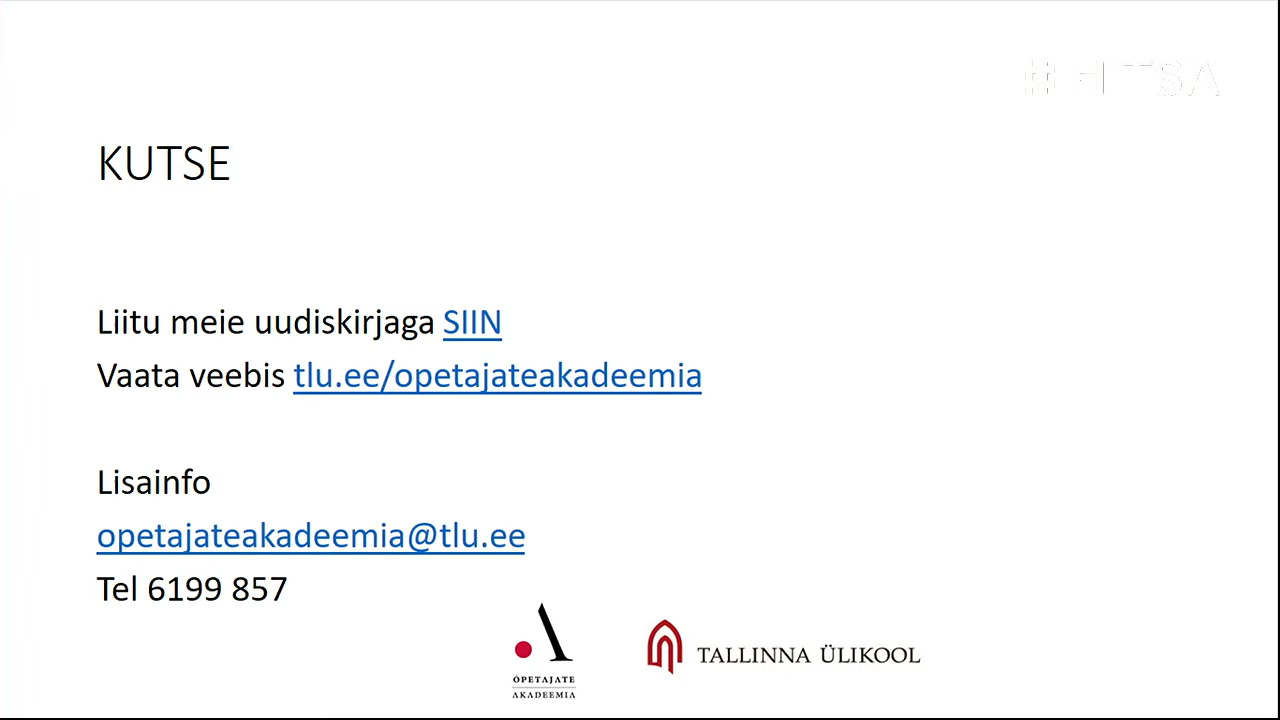 #HITSA
KUTSE
Liitu meie uudiskirjaga SIIN
Vaata veebis tlu.ee/opetajateakadeemia
Lisainfo
opetajateakadeemia@tlu.ee
Tel 6199 857
ÕPETAJATE
AKADEEMIA
TALLINNA ÜLIKOOL